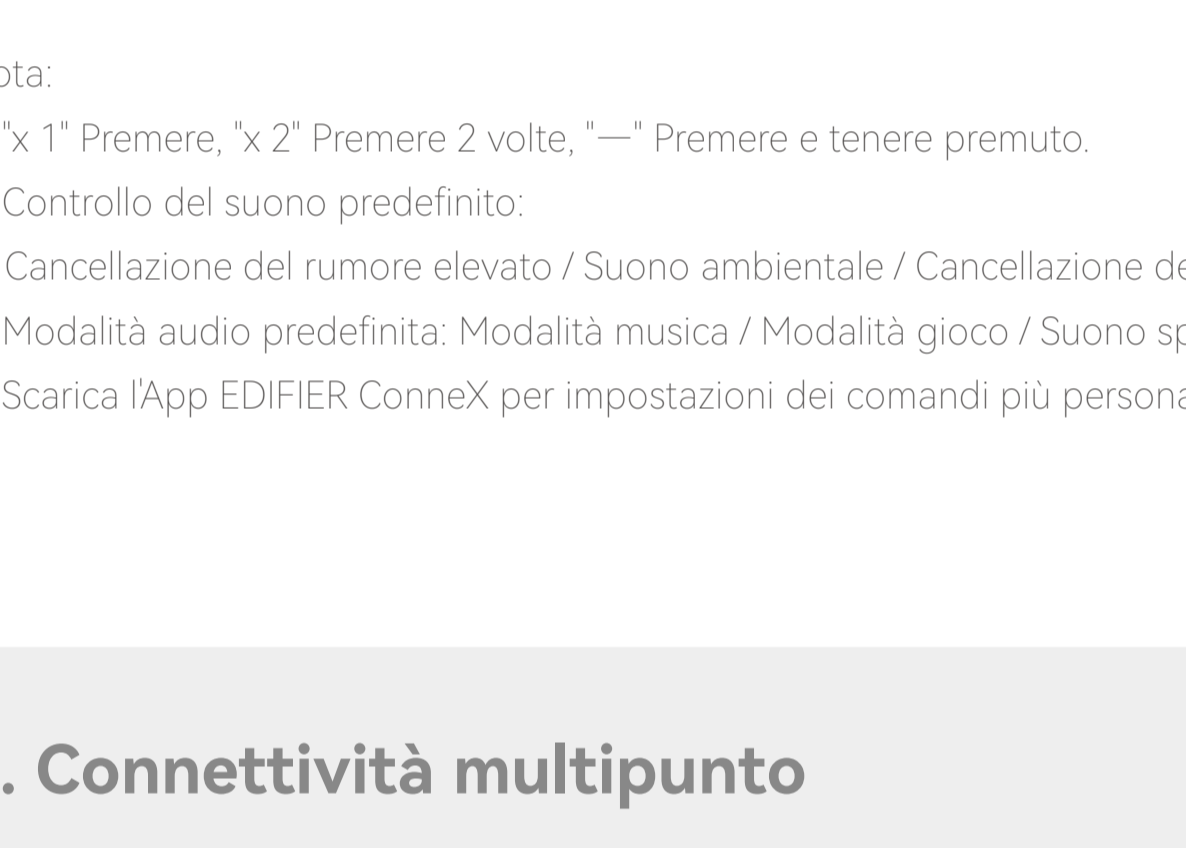 ota:
"x 1" Premere, "x 2" Premere 2 volte, "—" Premere e tenere premuto.
Controllo del suono predefinito:
Cancellazione del rumore elevato / Suono ambientale / Cancellazione de
Modalità audio predefinita: Modalità musica / Modalità gioco / Suono sp
Scarica l'App EDIFIER ConneX per impostazioni dei comandi più persona
. Connettività multipunto